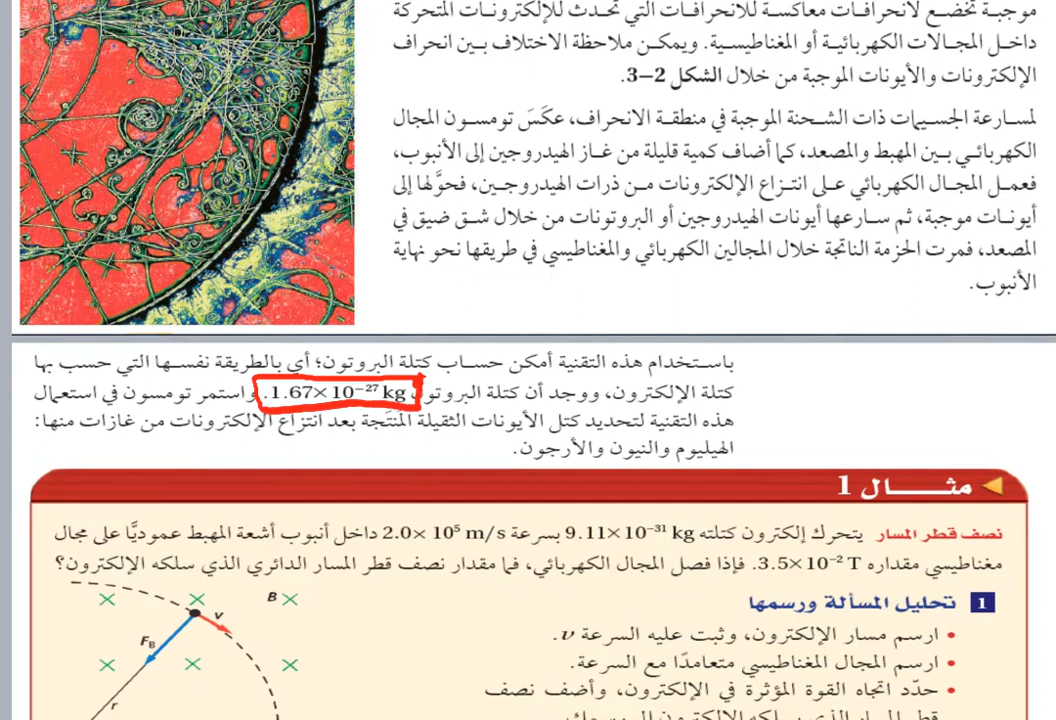 موجبة تخضع لانحرافات معاكسة للانحرافات التي تحدث للإلكترونات المتحركة
داخل المجالات الكهربائية أو المغناطيسية. ويمكن ملاحظة الاختلاف بين انحراف
الإلكترونات والأيونات الموجبة من خلال الشكل 2–3.
لمسارعة الجسيمات ذات الشحنة الموجبة في منطقة الانحراف، عكَسَ تومسون المجال
الكهربائي بين المهبط والمصعد، كما أضاف كمية قليلة من غاز الهيدروجين إلى الأنبوب،
فعمل المجال الكهربائي على انتزاع الإلكترونات من ذرات الهيدروجين، فحوَّلها إلى
أيونات موجبة، ثم سارعها أيونات الهيدروجين أو البروتونات من خلال شق ضيق في
المصعد، فمرت الحزمة الناتجة خلال المجالين الكهربائي والمغناطيسي في طريقها نحو نهاية
الأنبوب.
باستخدام هذه التقنية أمكن حساب كتلة البروتون؛ أي بالطريقة نفسها التي حسب بها
كتلة الإلكترون، ووجد أن كتلة البروتون 1.67×10⁻²⁷ kg. واستمر تومسون في استعمال
هذه التقنية لتحديد كتل الأيونات الثقيلة المنتَجة بعد انتزاع الإلكترونات من غازات منها:
الهيليوم والنيون والأرجون.
مثال 1
نصف قطر المسار يتحرك إلكترون كتلته 9.11×10⁻³¹ kg بسرعة 2.0×10⁵ m/s داخل أنبوب أشعة المهبط عموديًّا على مجال
مغناطيسي مقداره 3.5×10⁻² T. فإذا فصل المجال الكهربائي، فما مقدار نصف قطر المسار الدائري الذي سلكه الإلكترون؟
1 تحليل المسألة ورسمها
• ارسم مسار الإلكترون، وثبت عليه السرعة v.
• ارسم المجال المغناطيسي متعامدًا مع السرعة.
• حدّد اتجاه القوة المؤثرة في الإلكترون، وأضف نصف
B
v
F_B
r